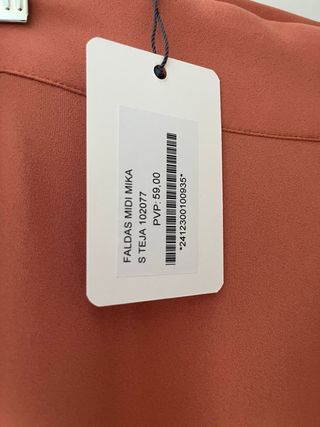 FALDAS MIDI MIKA
S TEJA 102077
PVP: 59,00
*2412300100935*